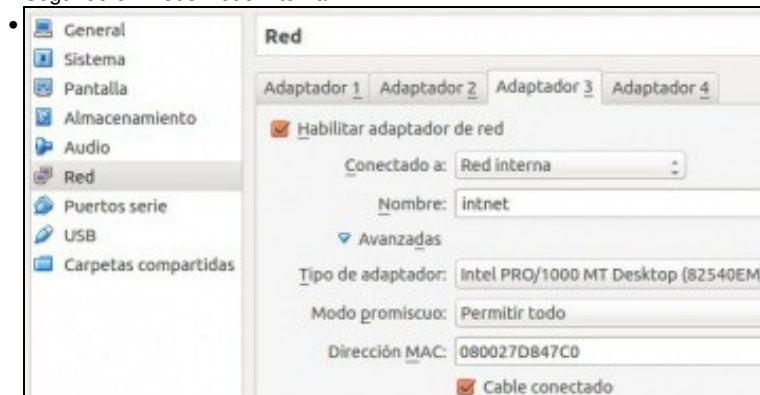 General
Sistema
Pantalla
Almacenamiento
Audio
Red
Puertos serie
USB
Carpetas compartidas
Red
Adaptador 1 Adaptador 2 Adaptador 3 Adaptador 4
Habilitar adaptador de red
Conectado a: Red interna
Nombre: intnet
Avanzadas
Tipo de adaptador: Intel PRO/1000 MT Desktop (82540EM
Modo promiscuo: Permitir todo
Dirección MAC: 080027D847C0
Cable conectado